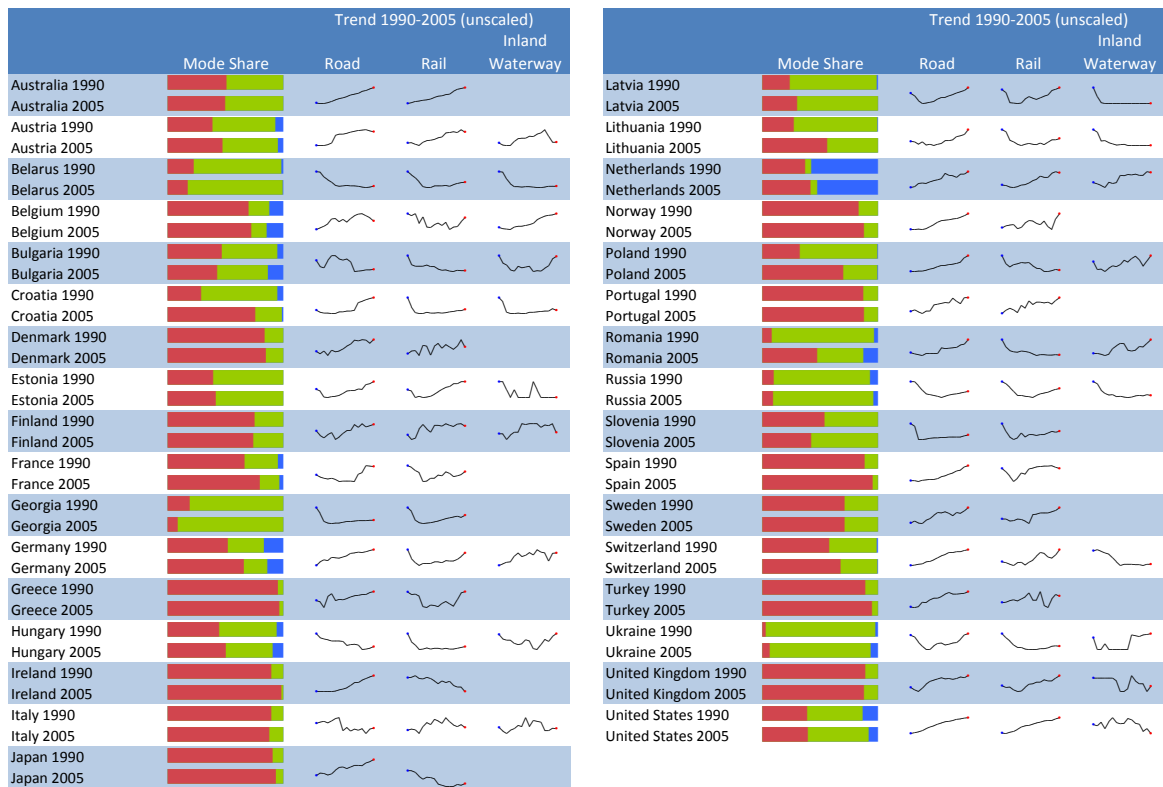 Trend 1990-2005 (unscaled)
Inland
Mode Share Road Rail Waterway
Australia 1990
Australia 2005
Austria 1990
Austria 2005
Belarus 1990
Belarus 2005
Belgium 1990
Belgium 2005
Bulgaria 1990
Bulgaria 2005
Croatia 1990
Croatia 2005
Denmark 1990
Denmark 2005
Estonia 1990
Estonia 2005
Finland 1990
Finland 2005
France 1990
France 2005
Georgia 1990
Georgia 2005
Germany 1990
Germany 2005
Greece 1990
Greece 2005
Hungary 1990
Hungary 2005
Ireland 1990
Ireland 2005
Italy 1990
Italy 2005
Japan 1990
Japan 2005
Trend 1990-2005 (unscaled)
Inland
Mode Share Road Rail Waterway
Latvia 1990
Latvia 2005
Lithuania 1990
Lithuania 2005
Netherlands 1990
Netherlands 2005
Norway 1990
Norway 2005
Poland 1990
Poland 2005
Portugal 1990
Portugal 2005
Romania 1990
Romania 2005
Russia 1990
Russia 2005
Slovenia 1990
Slovenia 2005
Spain 1990
Spain 2005
Sweden 1990
Sweden 2005
Switzerland 1990
Switzerland 2005
Turkey 1990
Turkey 2005
Ukraine 1990
Ukraine 2005
United Kingdom 1990
United Kingdom 2005
United States 1990
United States 2005